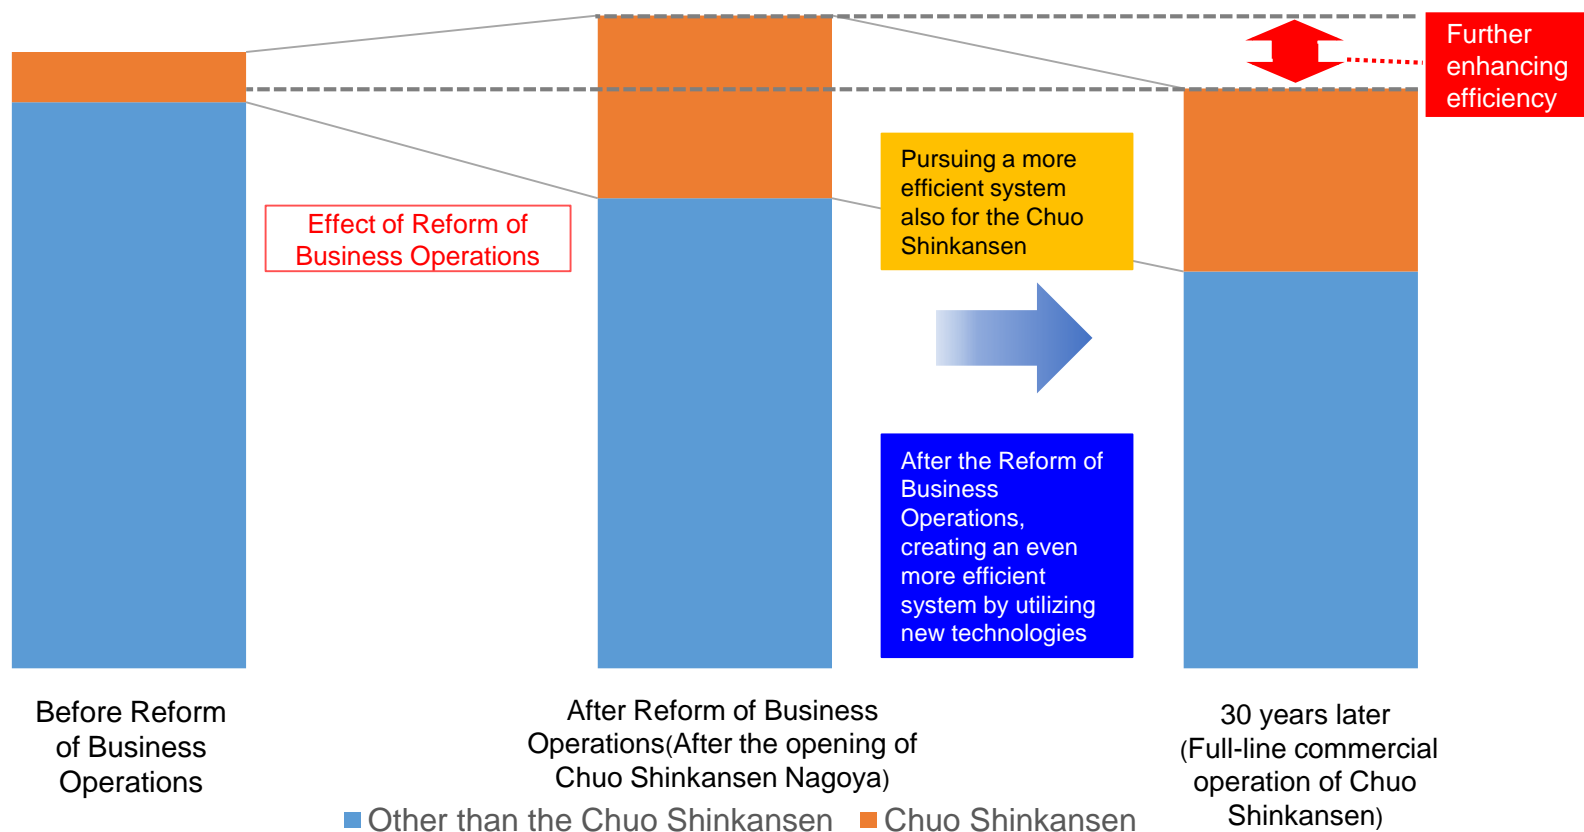 Further
enhancing
efficiency
Pursuing a more
efficient system
also for the Chuo
Shinkansen
Effect of Reform of
Business Operations
After the Reform of
Business
Operations,
creating an even
more efficient
system by utilizing
new technologies
Before Reform
of Business
Operations
After Reform of Business
Operations(After the opening of
Chuo Shinkansen Nagoya)
30 years later
(Full-line commercial
operation of Chuo
Shinkansen)
Other than the Chuo Shinkansen
Chuo Shinkansen